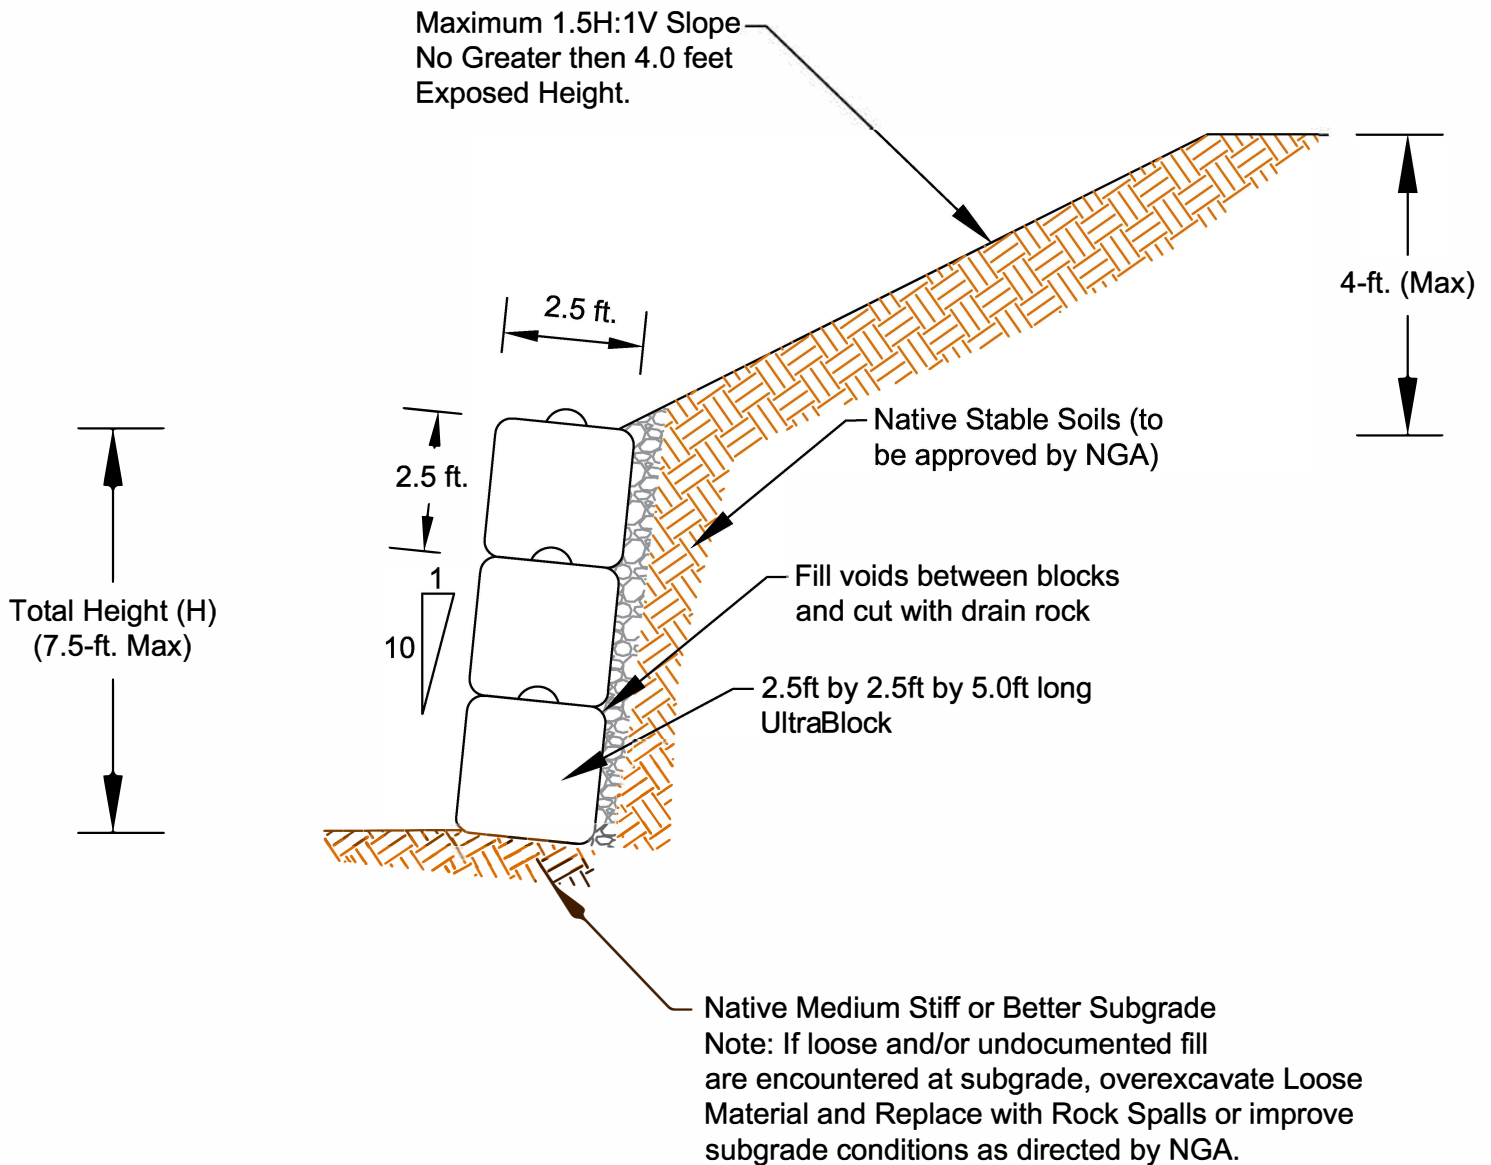 Maximum 1.5H:1V Slope
No Greater then 4.0 feet
Exposed Height.
4-ft. (Max)
2.5 ft.
Native Stable Soils (to
be approved by NGA)
2.5 ft.
Fill voids between blocks
and cut with drain rock
1
10
Total Height (H)
(7.5-ft. Max)
2.5ft by 2.5ft by 5.0ft long
UltraBlock
Native Medium Stiff or Better Subgrade
Note: If loose and/or undocumented fill
are encountered at subgrade, overexcavate Loose
Material and Replace with Rock Spalls or improve
subgrade conditions as directed by NGA.